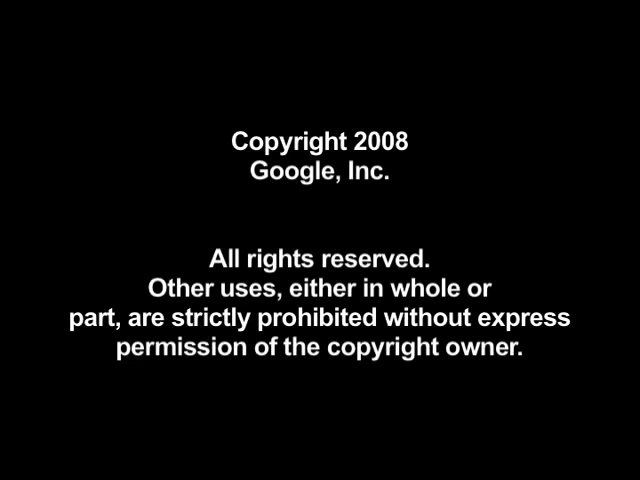 Copyright 2008
Google, Inc.
All rights reserved.
Other uses, either in whole or
part, are strictly prohibited without express
permission of the copyright owner.